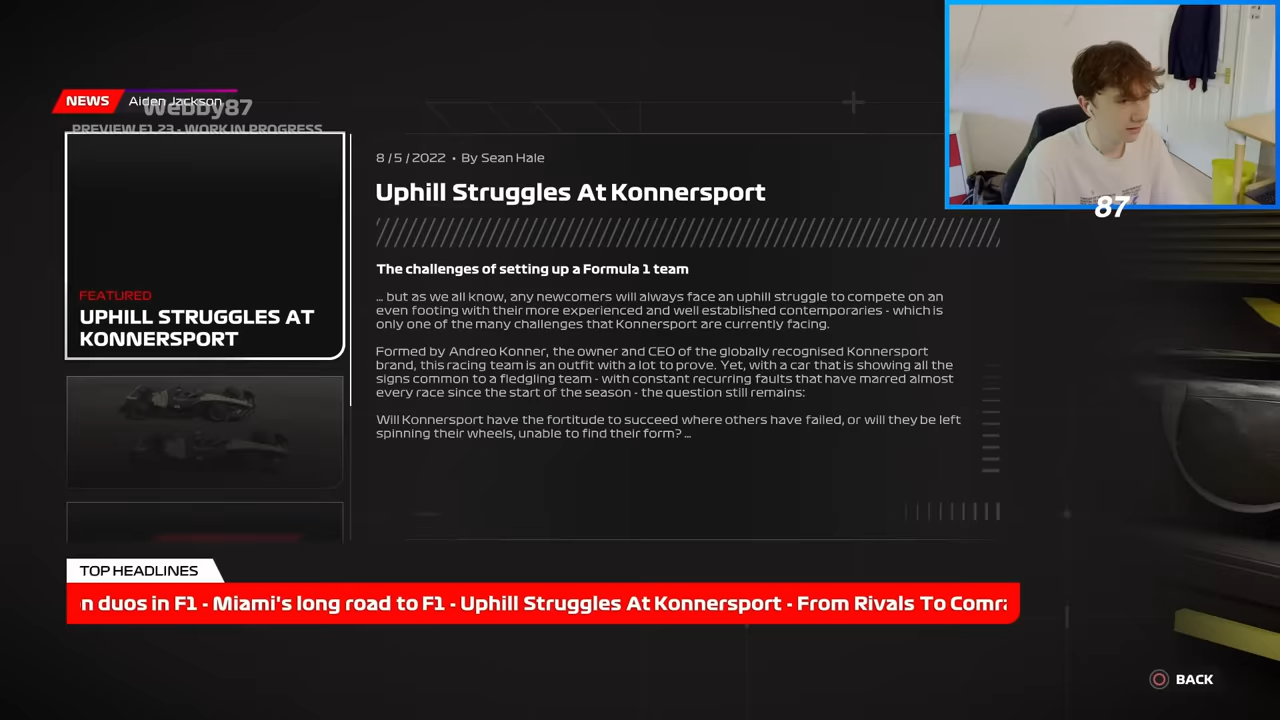 NEWS Aiden Jackson
Webby87
PREVIEW F1 23 - WORK IN PROGRESS
FEATURED
UPHILL STRUGGLES AT
KONNERSPORT
8 / 5 / 2022 • By Sean Hale
Uphill Struggles At Konnersport
The challenges of setting up a Formula 1 team
... but as we all know, any newcomers will always face an uphill struggle to compete on an
even footing with their more experienced and well established contemporaries - which is
only one of the many challenges that Konnersport are currently facing.
Formed by Andreo Konner, the owner and CEO of the globally recognised Konnersport
brand, this racing team is an outfit with a lot to prove. Yet, with a car that is showing all the
signs common to a fledgling team - with constant recurring faults that have marred almost
every race since the start of the season - the question still remains:
Will Konnersport have the fortitude to succeed where others have failed, or will they be left
spinning their wheels, unable to find their form? ...
87
TOP HEADLINES
n duos in F1 - Miami's long road to F1 - Uphill Struggles At Konnersport - From Rivals To Comra
BACK